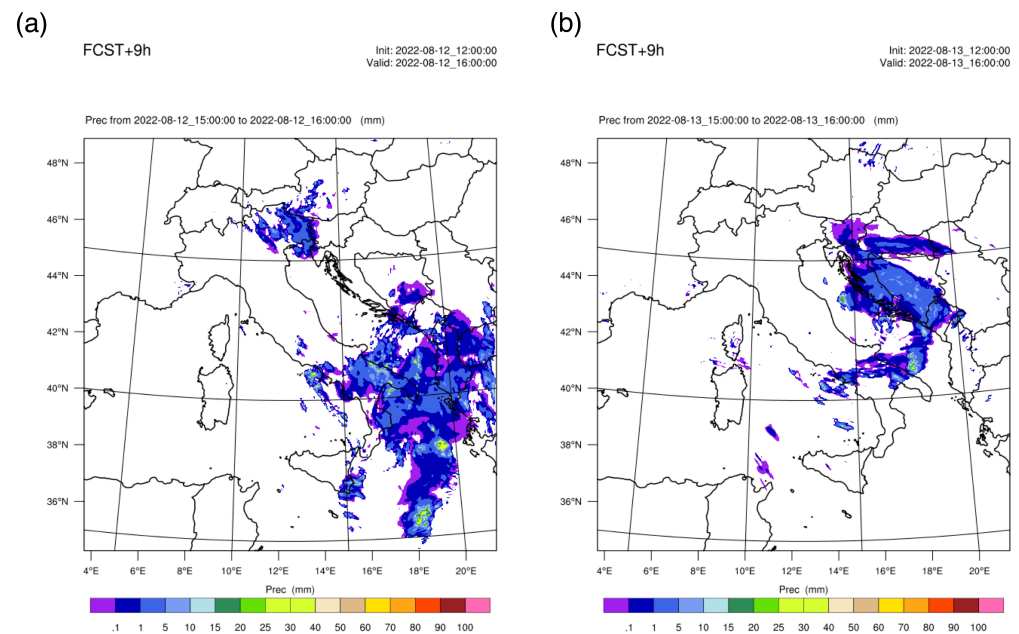 (a)
FCST+9h
Init: 2022-08-12_12:00:00
Valid: 2022-08-12_16:00:00
Prec from 2022-08-12_15:00:00 to 2022-08-12_16:00:00 (mm)
48°N
46°N
44°N
42°N
40°N
38°N
36°N
4°E 6°E 8°E 10°E 12°E 14°E 16°E 18°E 20°E
Prec (mm)
.1 1 5 10 15 20 25 30 40 50 60 70 80 90 100
(b)
FCST+9h
Init: 2022-08-13_12:00:00
Valid: 2022-08-13_16:00:00
Prec from 2022-08-13_15:00:00 to 2022-08-13_16:00:00 (mm)
48°N
46°N
44°N
42°N
40°N
38°N
36°N
4°E 6°E 8°E 10°E 12°E 14°E 16°E 18°E 20°E
Prec (mm)
.1 1 5 10 15 20 25 30 40 50 60 70 80 90 100